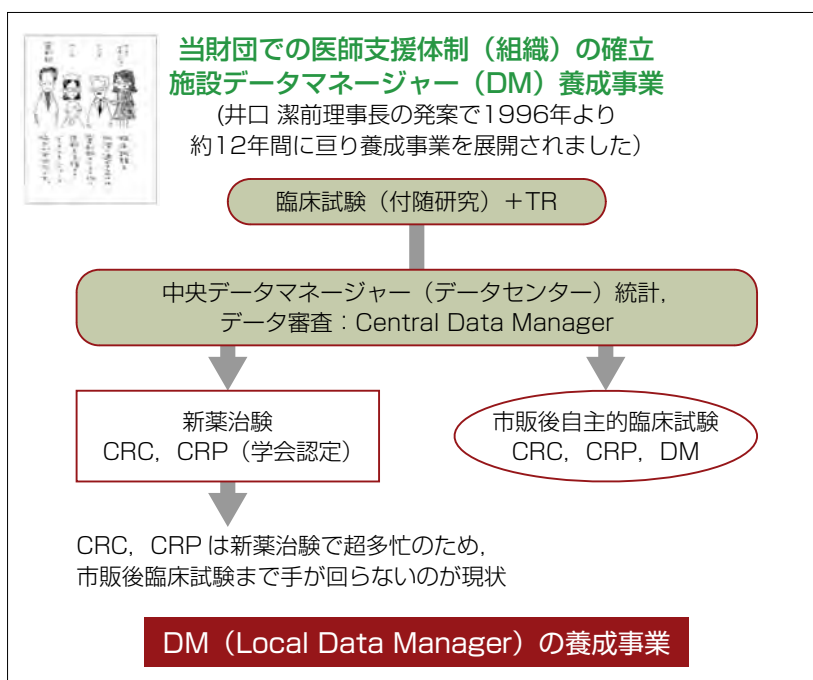 当財団での医師支援体制（組織）の確立
施設データマネージャー（DM）養成事業
(井口 潔前理事長の発案で1996年より
約12年間に亘り養成事業を展開されました）
臨床試験（付随研究）＋TR
中央データマネージャー（データセンター）統計，
データ審査：Central Data Manager
新薬治験
CRC，CRP（学会認定）
市販後自主的臨床試験
CRC，CRP，DM
CRC，CRP は新薬治験で超多忙のため，
市販後臨床試験まで手が回らないのが現状
DM（Local Data Manager）の養成事業